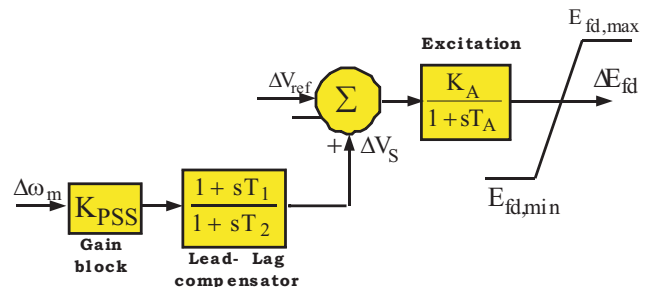 E fd,max
Excitation
ΔV ref
Σ
K A
1 + sT A
ΔE fd
+
ΔV S
E fd,min
Δω m
K PSS
1 + sT 1
1 + sT 2
Gain
block
Lead- Lag
compensator